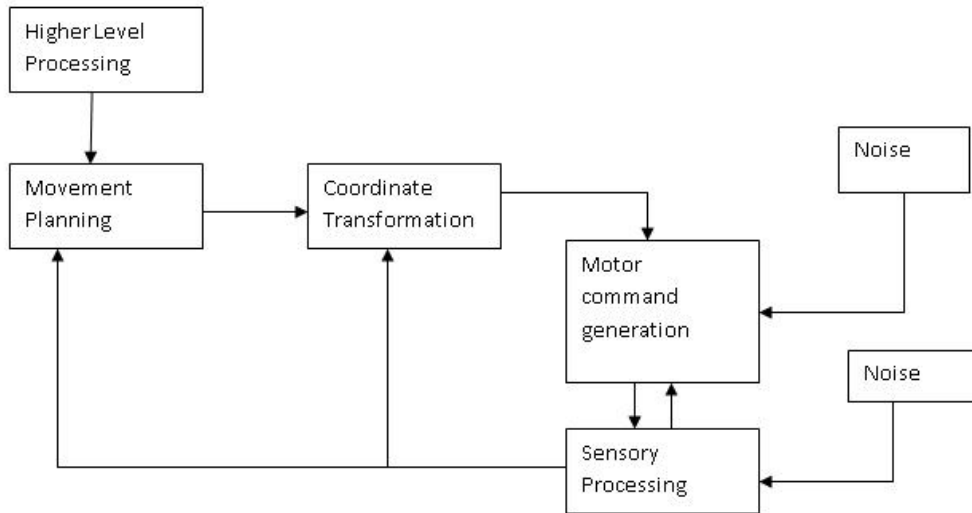 Higher Level
Processing
Movement
Planning
Coordinate
Transformation
Noise
Motor
command
generation
Noise
Sensory
Processing